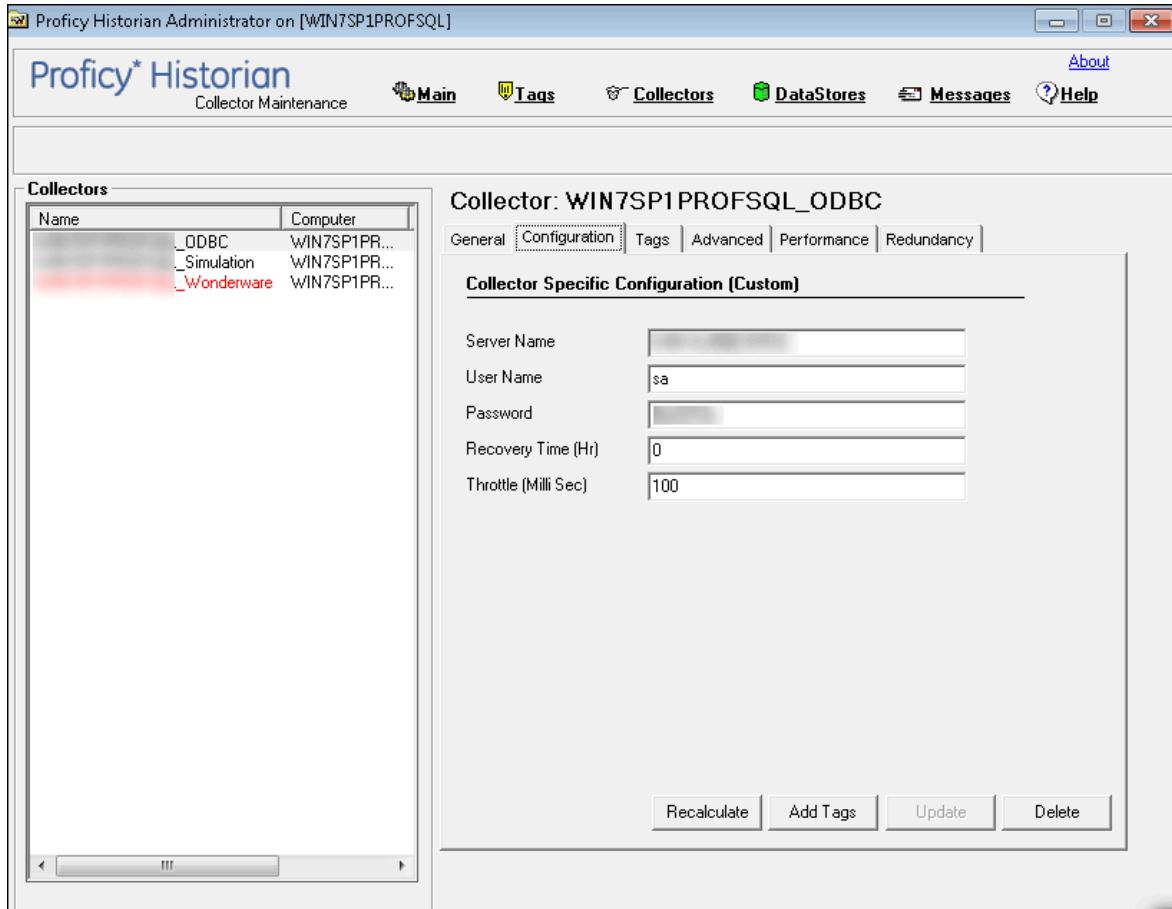 Proficy Historian Administrator on [WIN7SP1PROFSQL]
About
Proficy* Historian
Collector Maintenance
Main Tags Collectors DataStores Messages Help
Collectors
Name Computer
_ODBC WIN7SP1PR...
_Simulation WIN7SP1PR...
_Wonderware WIN7SP1PR...
Collector: WIN7SP1PROFSQL_ODBC
General Configuration Tags Advanced Performance Redundancy
Collector Specific Configuration (Custom)
Server Name
User Name sa
Password
Recovery Time (Hr) 0
Throttle (Milli Sec) 100
Recalculate Add Tags Update Delete